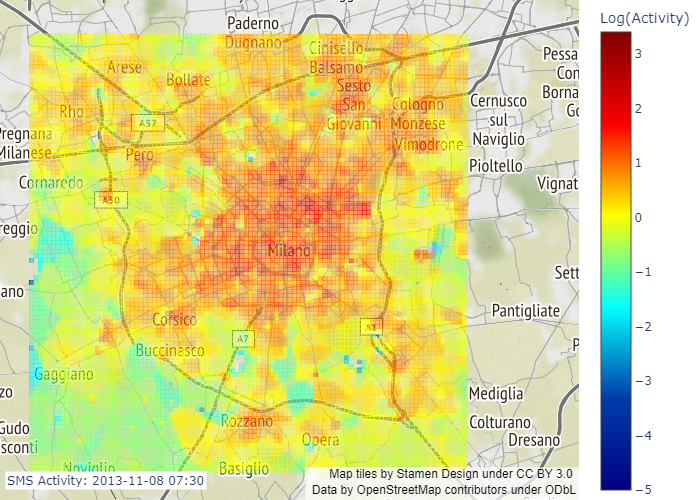 Log(Activity)
Paderno
Dugnano
Cinisello
Balsamo
Arese
Bollate
Sesto
San
Giovanni
Cologno
Monzese
Vimodrone
Cernusco
sul
Naviglio
Pessa
Con
Borna
Go
Rho
A52
Pregnana
Milanese
Pero
Pioltello
Cornaredo
A50
Vignat
reggio
Milano
ano
Sett
Pantigliate
Corsico
A7
A1
Buccinasco
P
Gaggiano
zo
Mediglia
Gudo
sconti
Rozzano
Opera
Colturano
Dresano
Noviglio
Basiglio
SMS Activity: 2013-11-08 07:30
Map tiles by Stamen Design under CC BY 3.0
Data by OpenStreetMap contributors under ODbL
3
2
1
0
−1
−2
−3
−4
−5